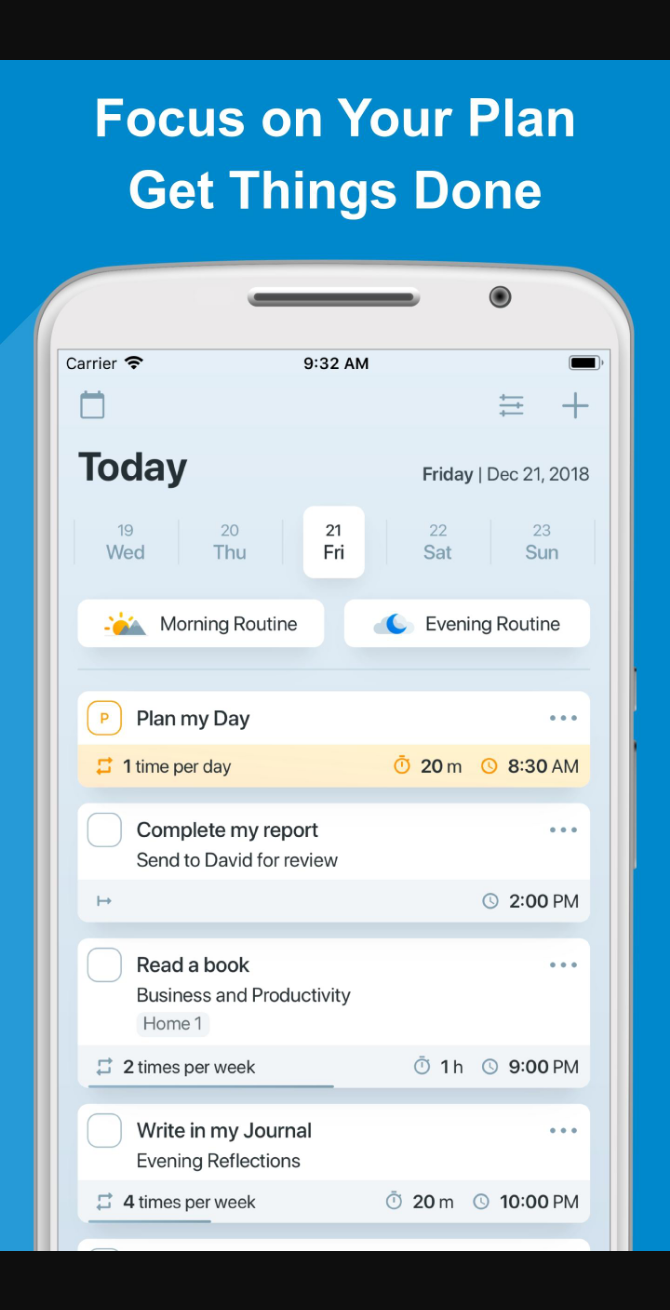 Focus on Your Plan
Get Things Done
Carrier 9:32 AM
Today
Friday | Dec 21, 2018
19 20 21 22 23
Wed Thu Fri Sat Sun
Morning Routine Evening Routine
P Plan my Day
1 time per day 20 m 8:30 AM
Complete my report
Send to David for review
2:00 PM
Read a book
Business and Productivity
Home 1
2 times per week 1 h 9:00 PM
Write in my Journal
Evening Reflections
4 times per week 20 m 10:00 PM